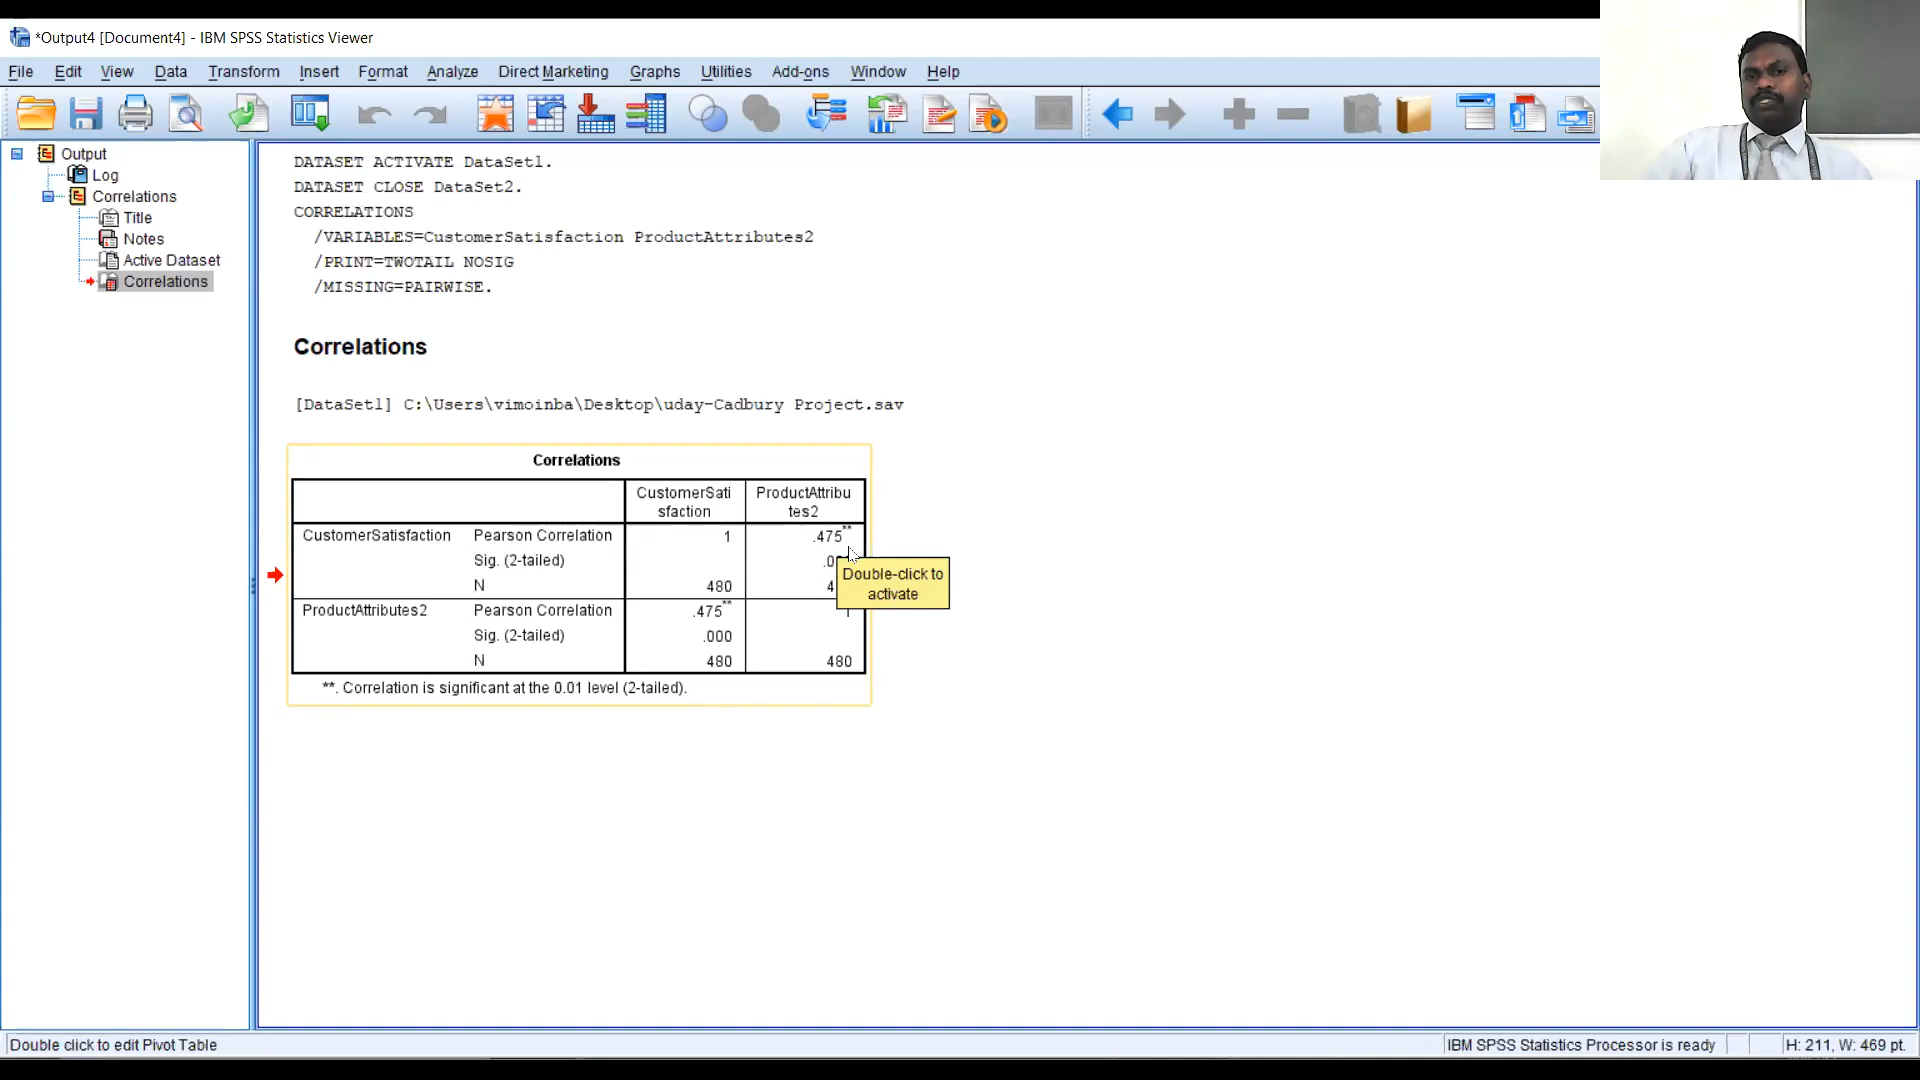 *Output4 [Document4] - IBM SPSS Statistics Viewer
File Edit View Data Transform Insert Format Analyze Direct Marketing Graphs Utilities Add-ons Window Help
Output
Log
Correlations
Title
Notes
Active Dataset
Correlations
DATASET ACTIVATE DataSet1.
DATASET CLOSE DataSet2.
CORRELATIONS
/VARIABLES=CustomerSatisfaction ProductAttributes2
/PRINT=TWOTAIL NOSIG
/MISSING=PAIRWISE.
Correlations
[DataSet1] C:\Users\vimoinba\Desktop\uday-Cadbury Project.sav
Correlations
CustomerSati ProductAttribu
sfaction tes2
CustomerSatisfaction Pearson Correlation 1 .475**
Sig. (2-tailed)
N 480
Double-click to
activate
ProductAttributes2 Pearson Correlation .475** 1
Sig. (2-tailed) .000
N 480 480
**. Correlation is significant at the 0.01 level (2-tailed).
Double click to edit Pivot Table IBM SPSS Statistics Processor is ready H: 211, W: 469 pt.